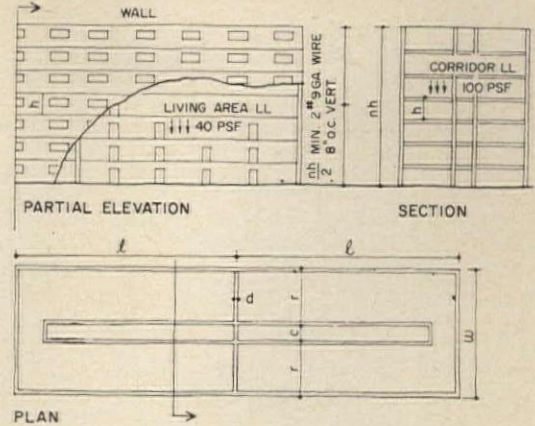 WALL
h
LIVING AREA LL
40 PSF
nh MIN. 2 # 9 GA WIRE
.2 8" O.C. VERT.
nh
CORRIDOR LL
100 PSF
h
PARTIAL ELEVATION
SECTION
l
l
d
r
c
r
W
PLAN